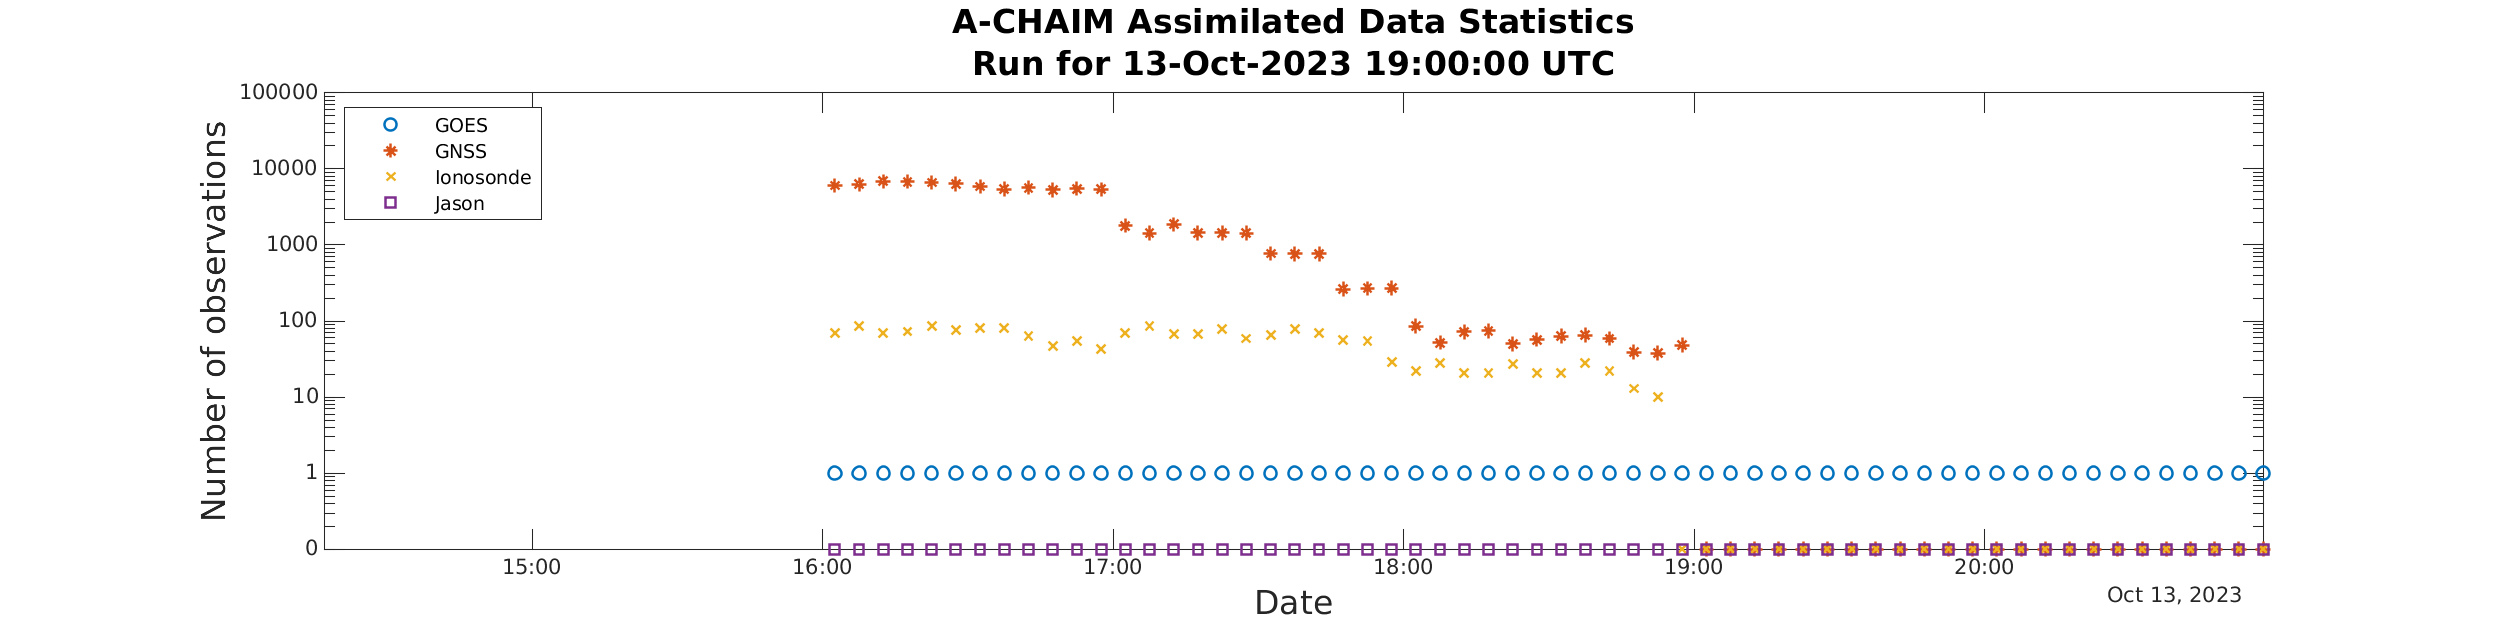 A-CHAIM Assimilated Data Statistics
Run for 13-Oct-2023 19:00:00 UTC
Number of observations
100000
10000
1000
100
10
1
0
GOES
GNSS
Ionosonde
Jason
15:00 16:00 17:00 18:00 19:00 20:00
Date
Oct 13, 2023